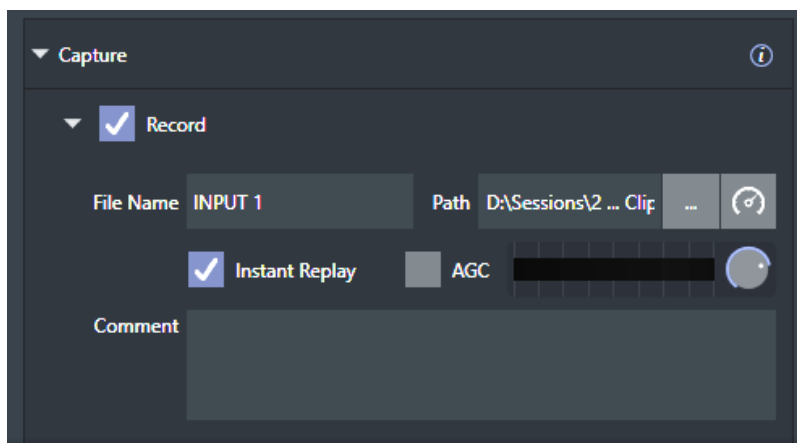 Capture
Record
File Name INPUT 1 Path D:\Sessions\2 ... Clip ...
Instant Replay AGC
Comment